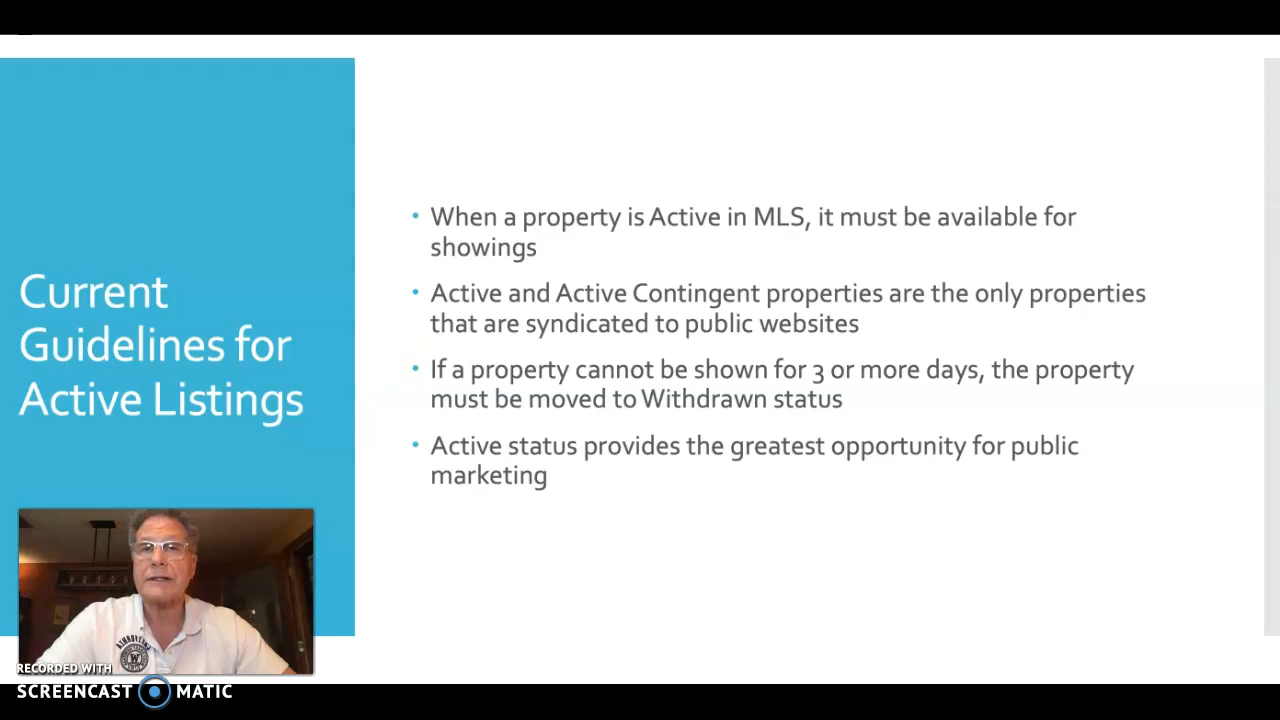 Current
Guidelines for
Active Listings
• When a property is Active in MLS, it must be available for
showings
• Active and Active Contingent properties are the only properties
that are syndicated to public websites
• If a property cannot be shown for 3 or more days, the property
must be moved to Withdrawn status
• Active status provides the greatest opportunity for public
marketing
W
RECORDED WITH
SCREENCAST MATIC